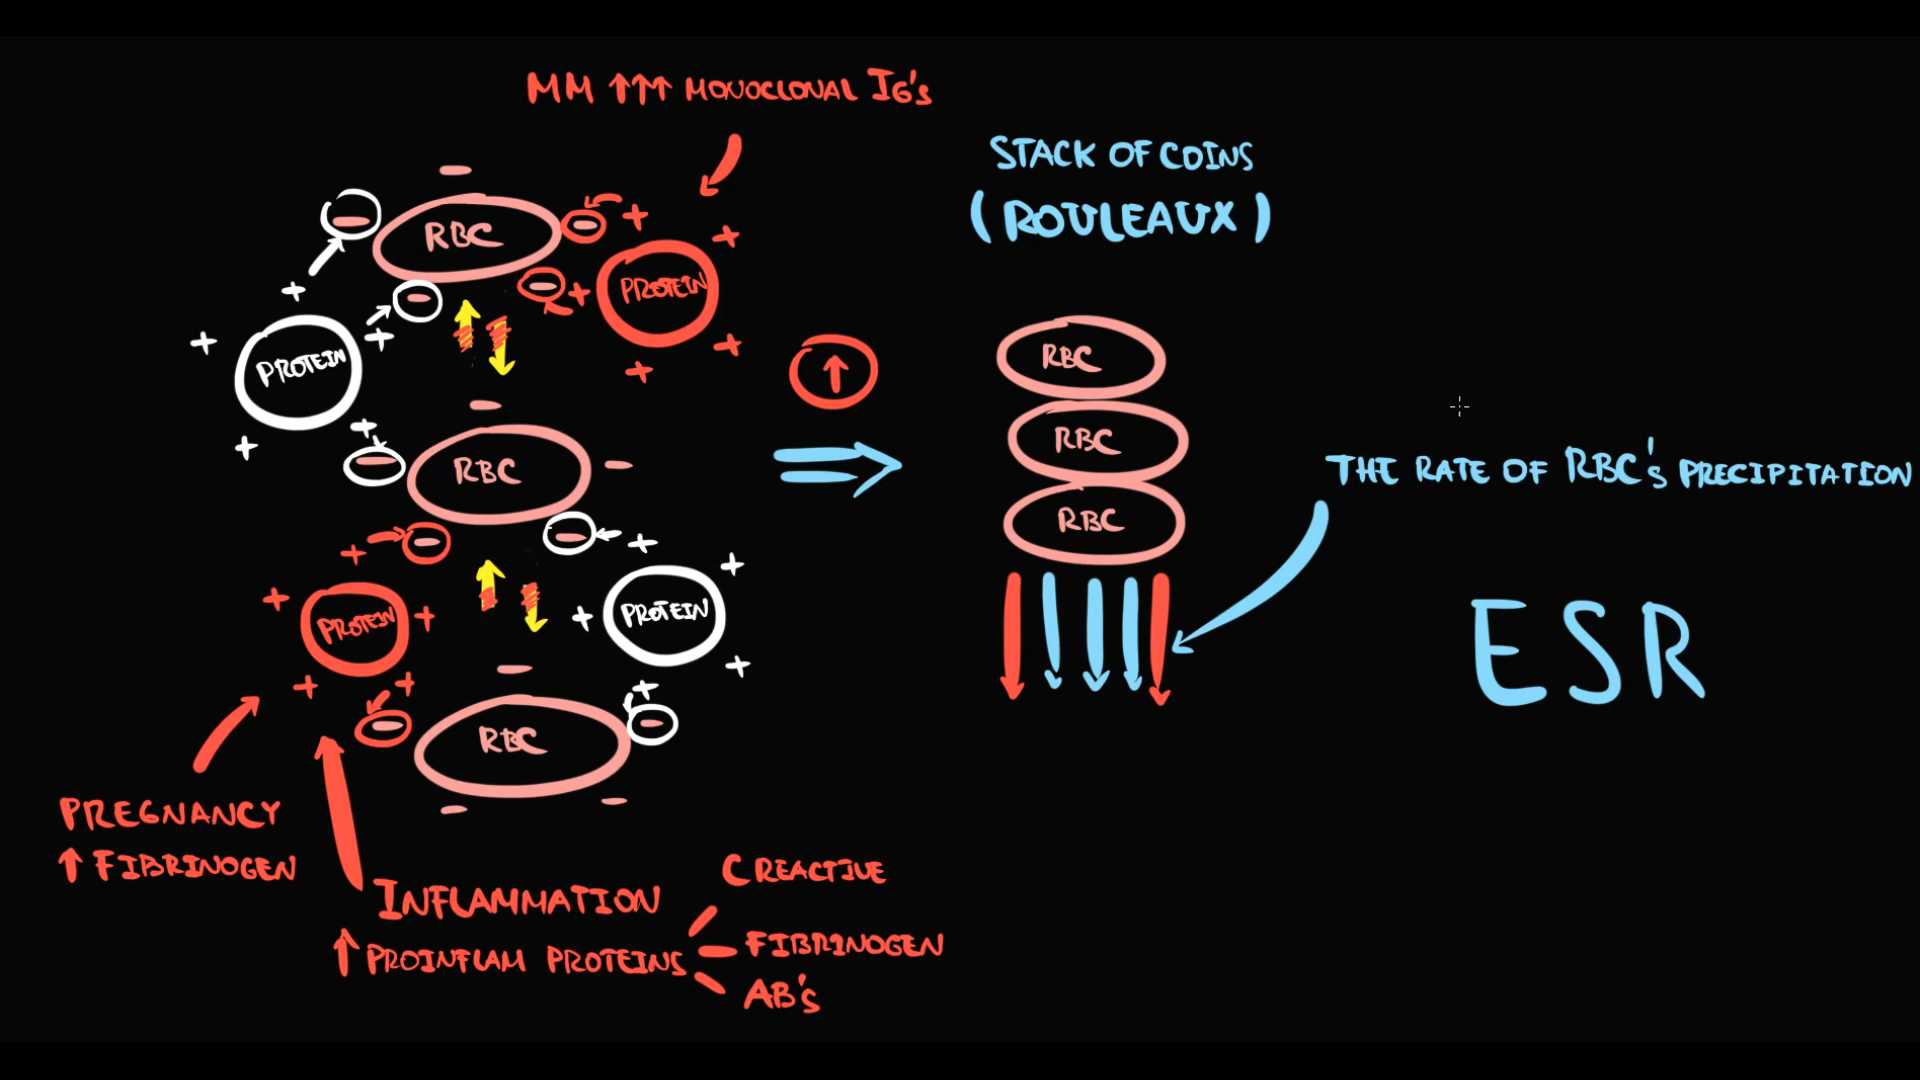 MM ↑↑↑ MONOCLONAL IG'S
STACK OF COINS
(ROULEAUX)
RBC
PROTEIN
PROTEIN
RBC
RBC
RBC
RBC
THE RATE OF RBC'S PRECIPITATION
PROTEIN
PROTEIN
RBC
ESR
RBC
PREGNANCY
↑ FIBRINOGEN
INFLAMMATION
↑ PROINFLAM PROTEINS
C REACTIVE
FIBRINOGEN
AB'S